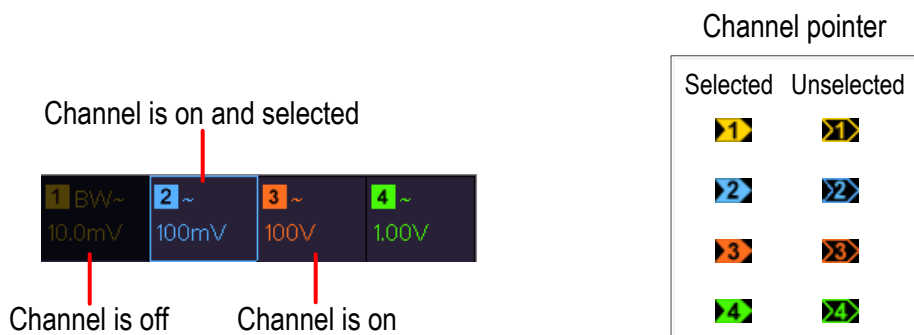 Channel pointer
Selected Unselected
Channel is on and selected
1 BW~ 2 ~ 3 ~ 4 ~
10.0mV 100mV 100V 1.00V
Channel is off Channel is on
1 1
2 2
3 3
4 4